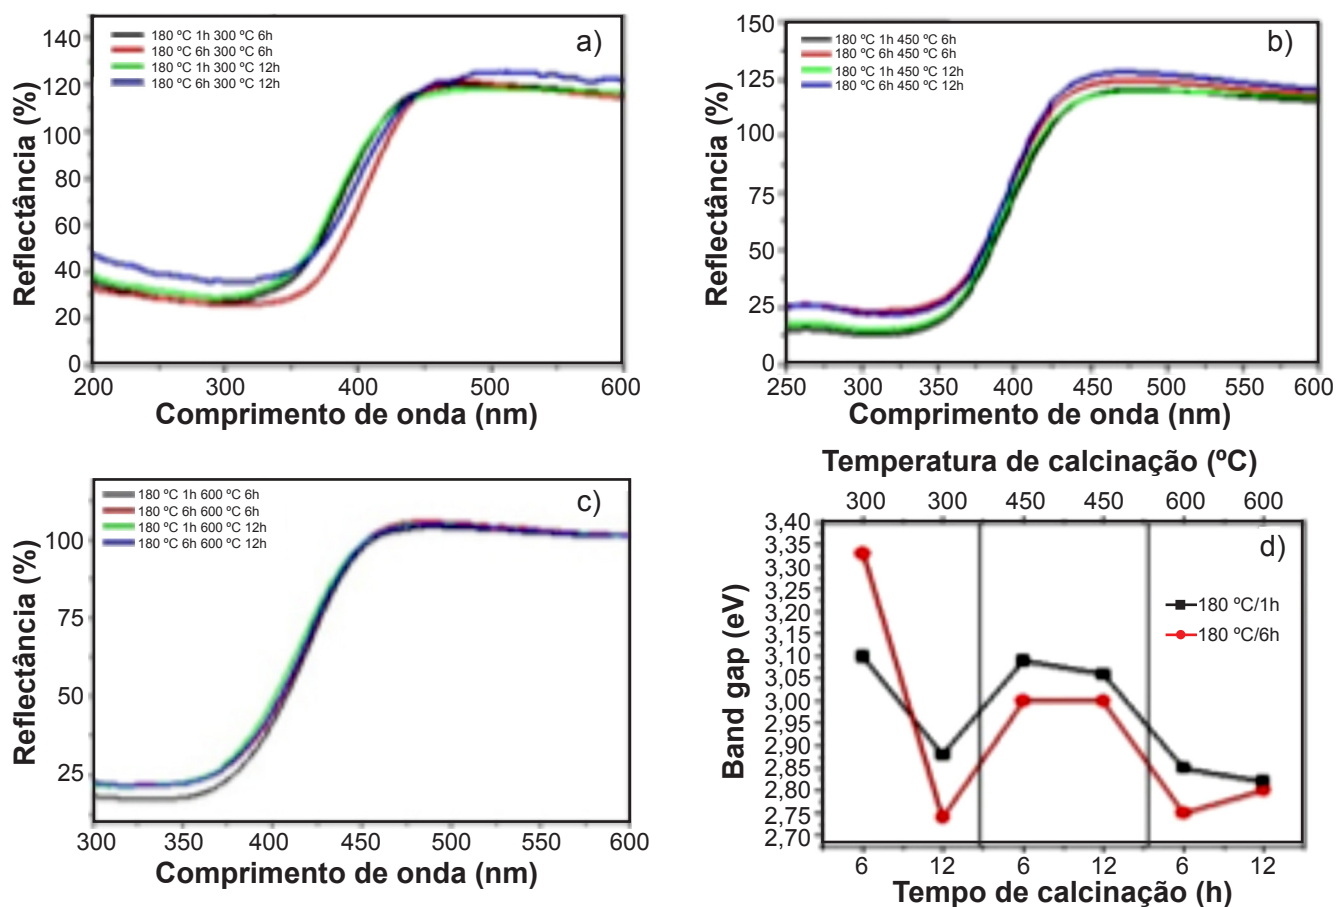 a)
180 ºC 1h 300 ºC 6h
180 ºC 6h 300 ºC 6h
180 ºC 1h 300 ºC 12h
180 ºC 6h 300 ºC 12h
Reflectância (%)
140
120
100
80
60
40
20
0
200 300 400 500 600
Comprimento de onda (nm)
b)
180 ºC 1h 450 ºC 6h
180 ºC 6h 450 ºC 6h
180 ºC 1h 450 ºC 12h
180 ºC 6h 450 ºC 12h
Reflectância (%)
150
125
100
75
50
25
0
250 300 350 400 450 500 550 600
Comprimento de onda (nm)
c)
180 ºC 1h 600 ºC 6h
180 ºC 6h 600 ºC 6h
180 ºC 1h 600 ºC 12h
180 ºC 6h 600 ºC 12h
Reflectância (%)
100
75
50
25
300 350 400 450 500 550 600
Comprimento de onda (nm)
Temperatura de calcinação (ºC)
300 300 450 450 600 600
d)
180 ºC/1h
180 ºC/6h
Band gap (eV)
3,40
3,35
3,30
3,20
3,20
3,15
3,10
3,05
3,00
2,95
2,90
2,85
2,80
2,75
2,70
6 12 6 12 6 12
Tempo de calcinação (h)